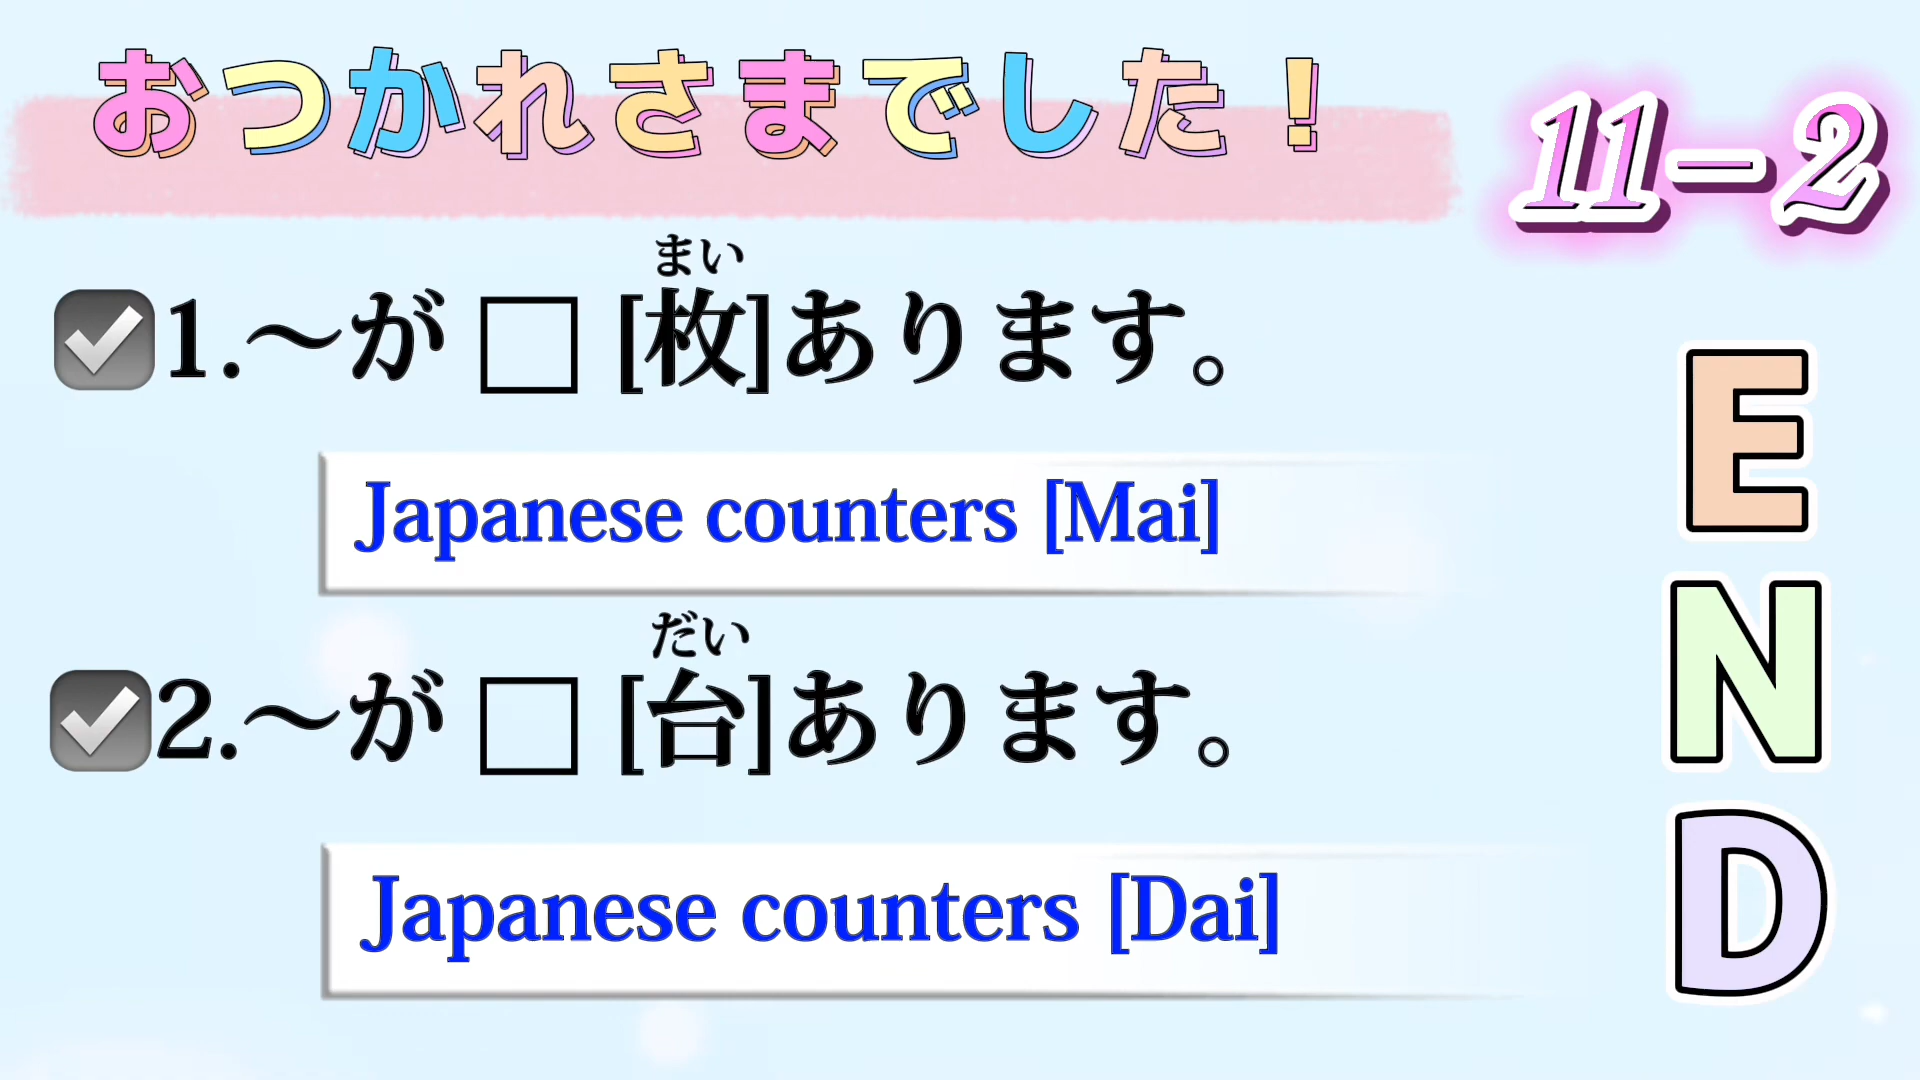 おつかれさまでした！
11-2
まい
1.～が □ [枚]あります。
Japanese counters [Mai]
だい
2.～が □ [台]あります。
Japanese counters [Dai]
END